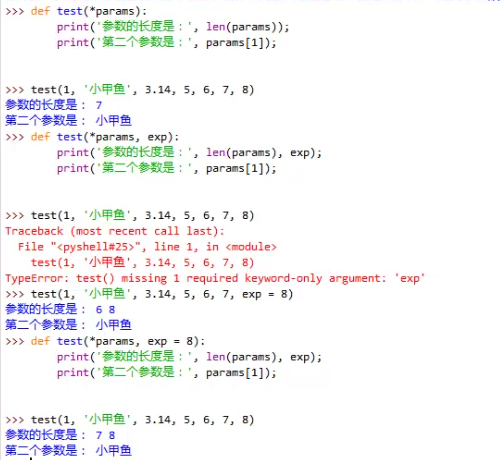 >>> def test(*params):
        print('参数的长度是：', len(params));
        print('第二个参数是：', params[1]);
>>> test(1, '小甲鱼', 3.14, 5, 6, 7, 8)
参数的长度是： 7
第二个参数是： 小甲鱼
>>> def test(*params, exp):
        print('参数的长度是：', len(params), exp);
        print('第二个参数是：', params[1]);
>>> test(1, '小甲鱼', 3.14, 5, 6, 7, 8)
Traceback (most recent call last):
  File "<pyshell#25>", line 1, in <module>
    test(1, '小甲鱼', 3.14, 5, 6, 7, 8)
TypeError: test() missing 1 required keyword-only argument: 'exp'
>>> test(1, '小甲鱼', 3.14, 5, 6, 7, exp = 8)
参数的长度是： 6 8
第二个参数是： 小甲鱼
>>> def test(*params, exp = 8):
        print('参数的长度是：', len(params), exp);
        print('第二个参数是：', params[1]);
>>> test(1, '小甲鱼', 3.14, 5, 6, 7, 8)
参数的长度是： 7 8
第二个参数是： 小甲鱼